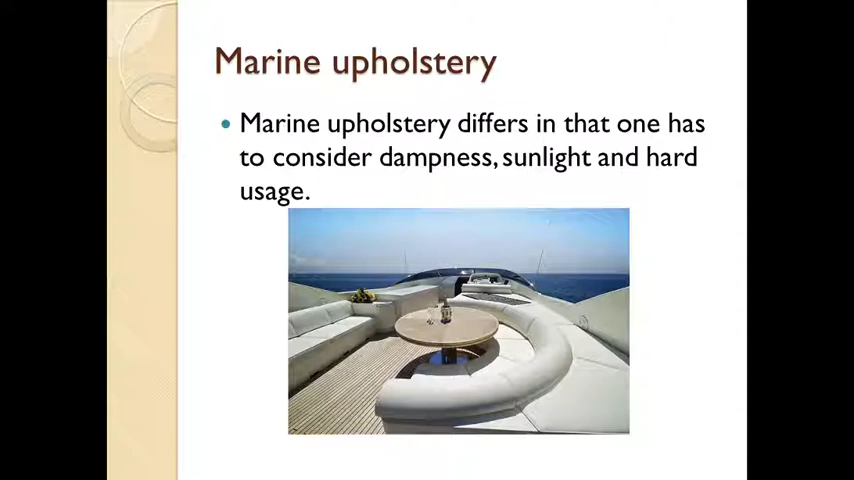 Marine upholstery
Marine upholstery differs in that one has
to consider dampness, sunlight and hard
usage.